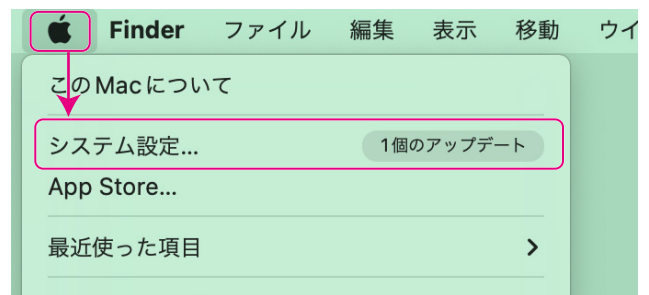 Finder ファイル 編集 表示 移動 ウイ
このMacについて
システム設定... 1個のアップデート
App Store...
最近使った項目